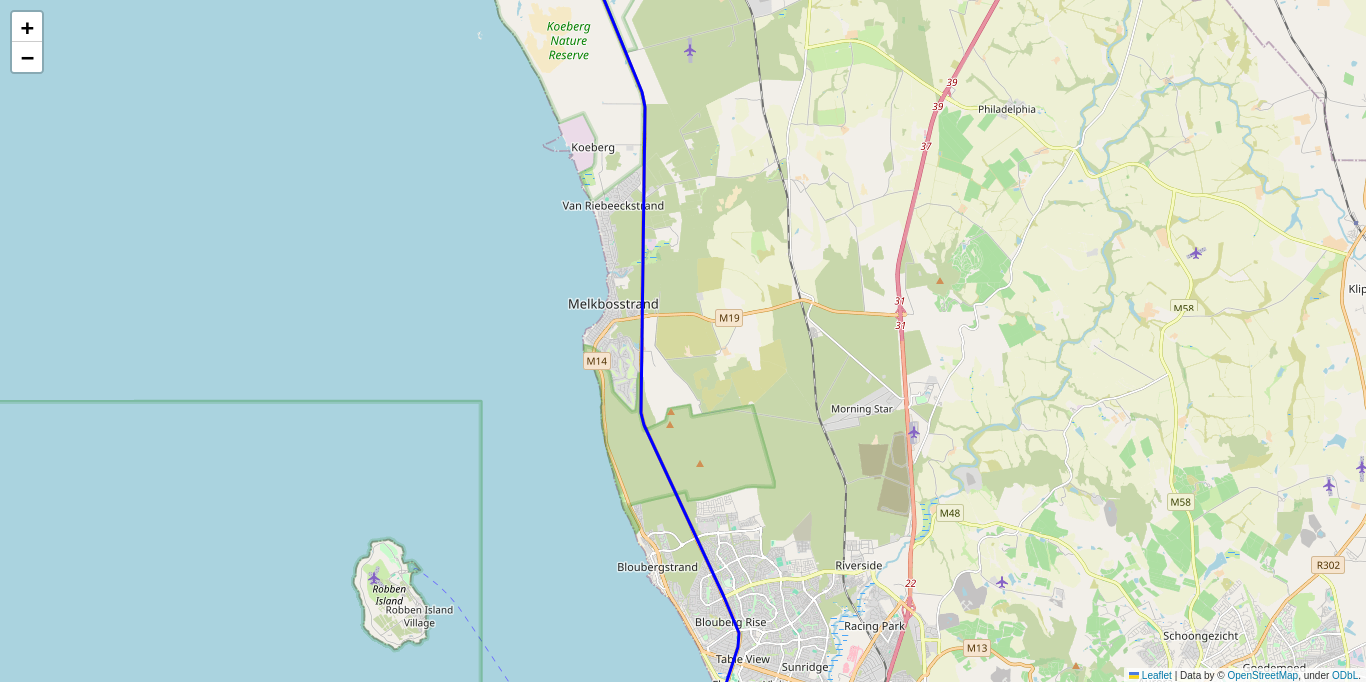 +
−
Koeberg
Nature
Reserve
39
39
Philadelphia
37
Koeberg
Van Riebeeckstrand
Melkbosstrand
31
31
M19
M58
M14
Morning Star
M48
M58
Bloubergstrand
Riverside
R302
22
Robben
Island
Robben Island
Village
Blouberg Rise
Racing Park
Schoongezicht
M13
Table View
Sunridge
Leaflet | Data by © OpenStreetMap, under ODbL.